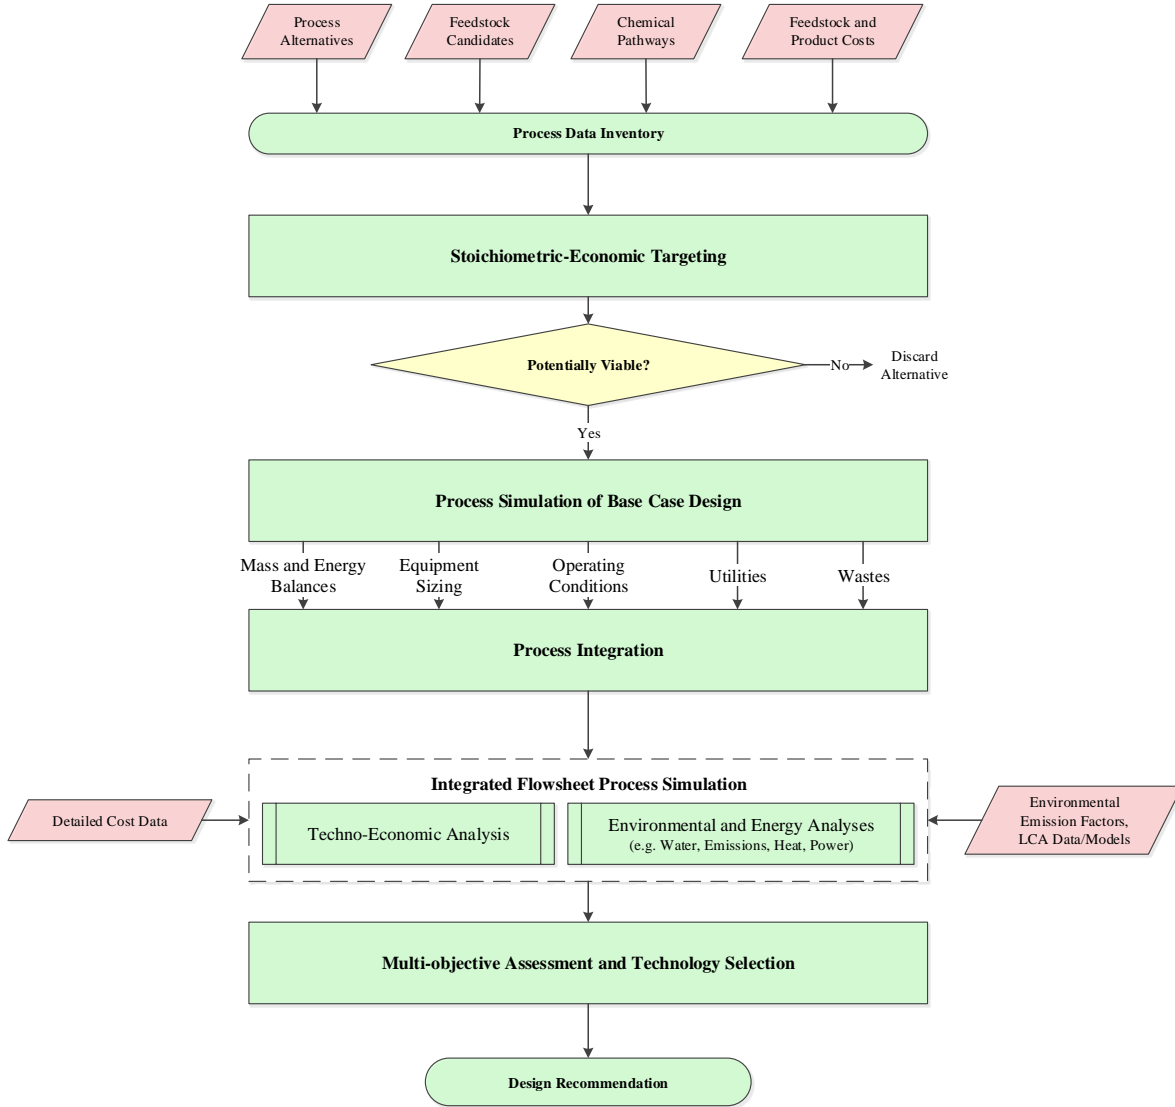 Process
Alternatives
Feedstock
Candidates
Chemical
Pathways
Feedstock and
Product Costs
Process Data Inventory
Stoichiometric-Economic Targeting
Potentially Viable?
No
Discard
Alternative
Yes
Process Simulation of Base Case Design
Mass and Energy
Balances
Equipment
Sizing
Operating
Conditions
Utilities
Wastes
Process Integration
Integrated Flowsheet Process Simulation
Detailed Cost Data
Techno-Economic Analysis
Environmental and Energy Analyses
(e.g. Water, Emissions, Heat, Power)
Environmental
Emission Factors,
LCA Data/Models
Multi-objective Assessment and Technology Selection
Design Recommendation